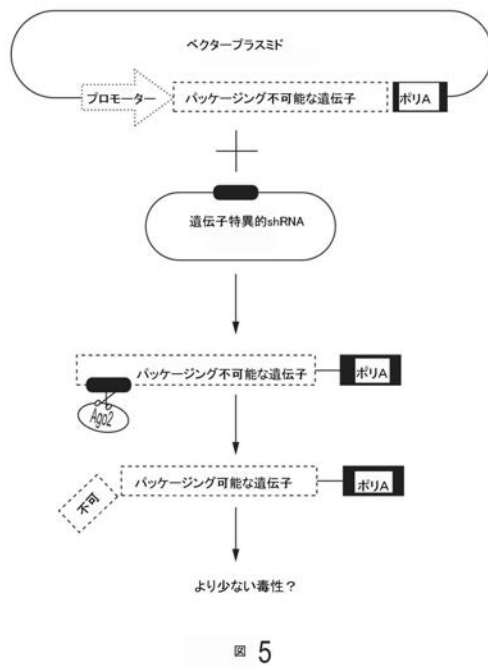 ベクタープラスミド
プロモーター パッケージング不可能な遺伝子 ポリA
遺伝子特異的shRNA
パッケージング不可能な遺伝子 ポリA
Ago2
不可 パッケージング可能な遺伝子 ポリA
より少ない毒性?
図 5